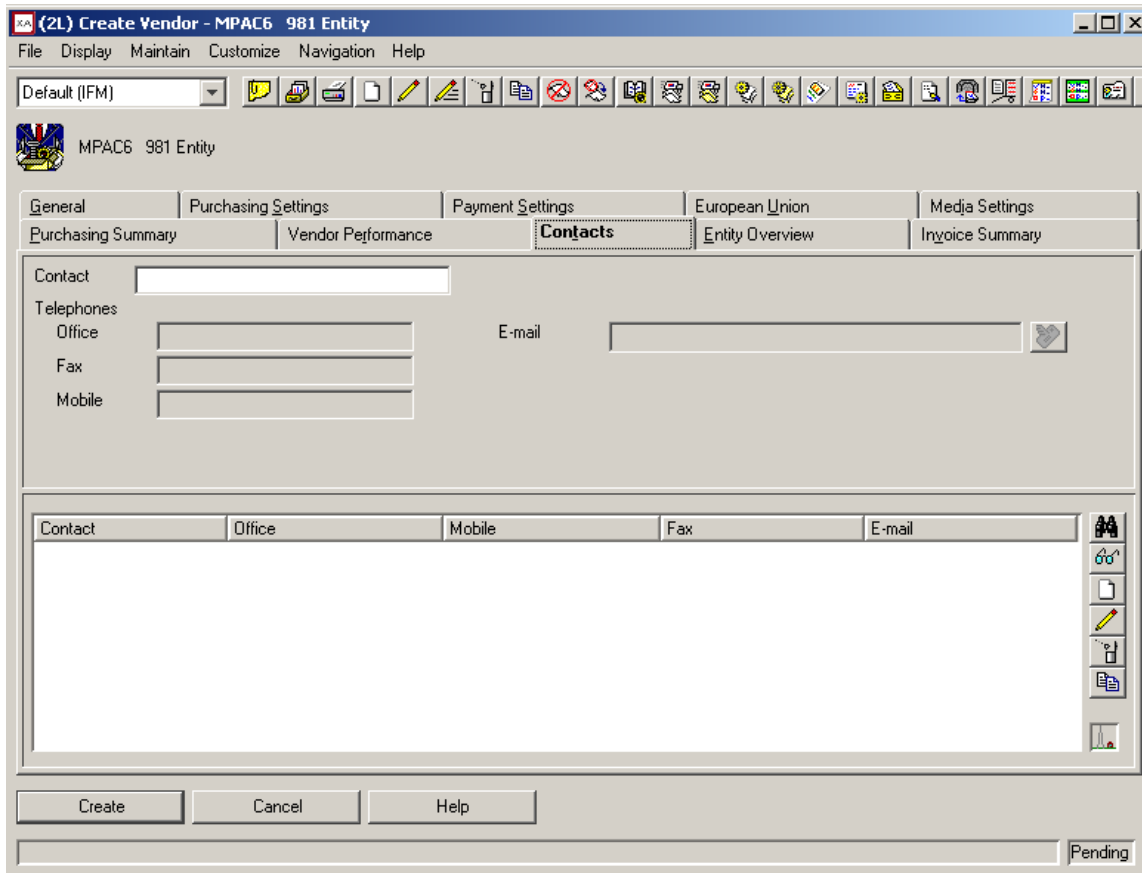 XA (2L) Create Vendor - MPAC6 981 Entity
File Display Maintain Customize Navigation Help
Default (IFM)
MPAC6 981 Entity
General Purchasing Settings Payment Settings European Union Media Settings
Purchasing Summary Vendor Performance Contacts Entity Overview Invoice Summary
Contact
Telephones
Office E-mail
Fax
Mobile
Contact Office Mobile Fax E-mail
Create Cancel Help
Pending